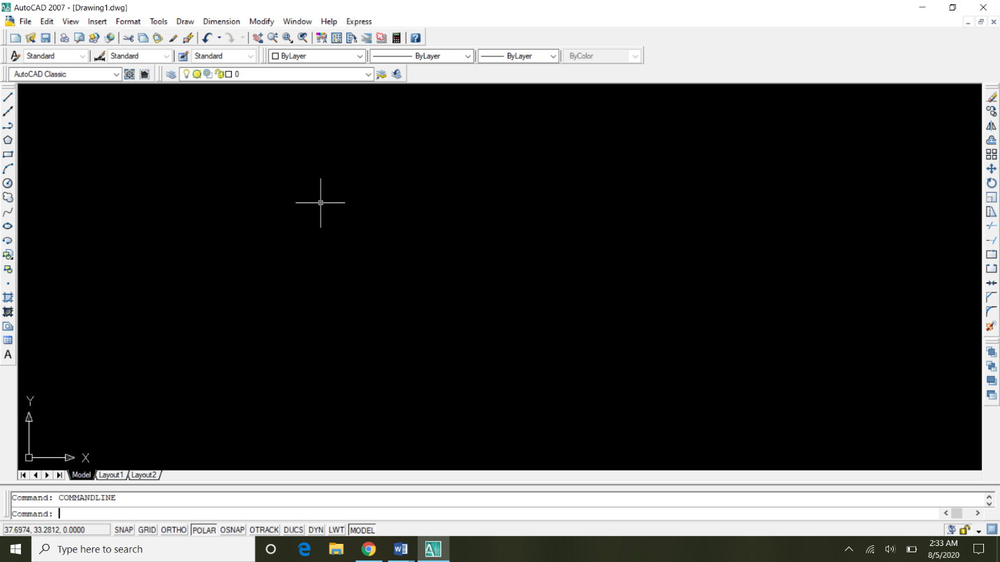 AutoCAD 2007 - [Drawing1.dwg]
File Edit View Insert Format Tools Draw Dimension Modify Window Help Express
Standard Standard Standard ByLayer ByLayer ByLayer ByColor
AutoCAD Classic 0
Y
X
Model Layout1 Layout2
Command: COMMANDLINE
Command:
37.6974, 33.2812, 0.0000 SNAP GRID ORTHO POLAR OSNAP OTRACK DUCS DYN LWT MODEL
Type here to search
2:33 AM
8/5/2020